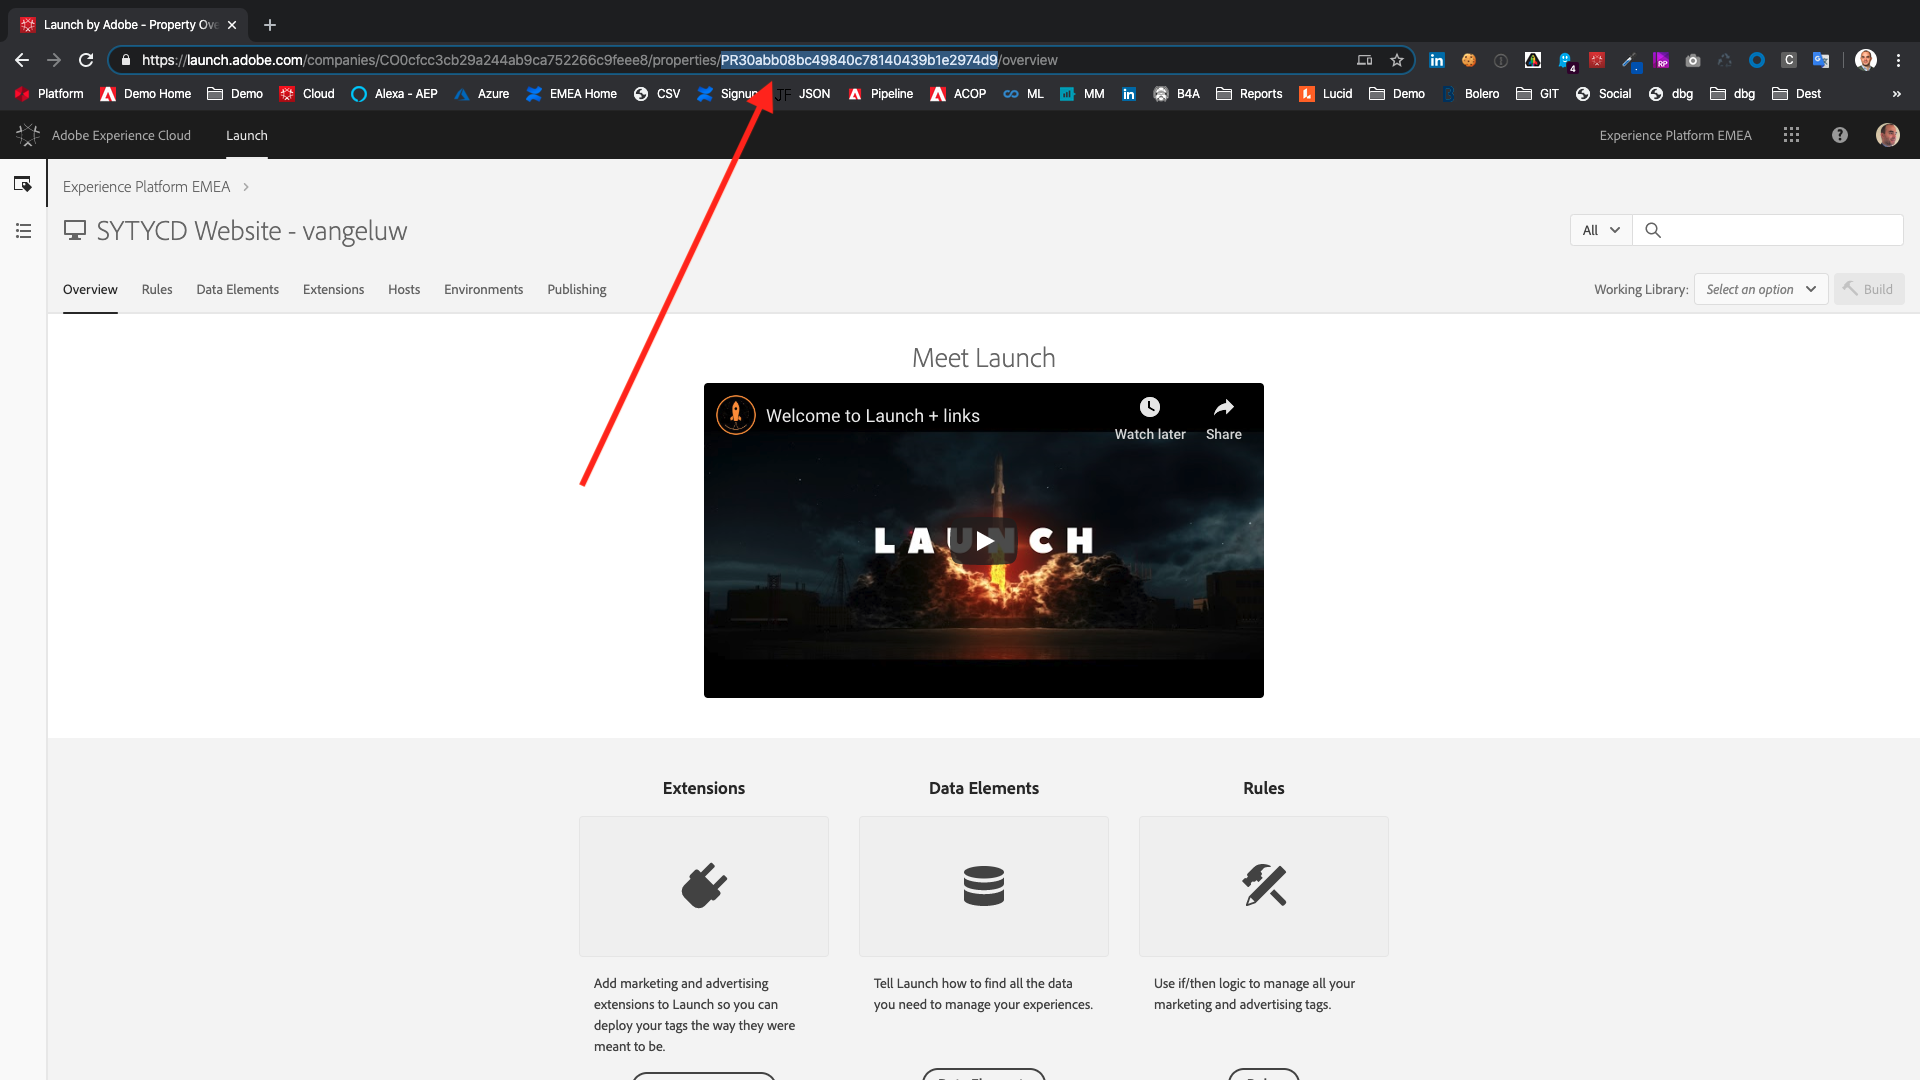 Launch by Adobe - Property Ove
https://launch.adobe.com/companies/CO0cfcc3cb29a244ab9ca752266c9feee8/properties/PR30abb08bc49840c78140439b1e2974d9/overview
Platform Demo Home Demo Cloud Alexa - AEP Azure EMEA Home CSV Signup JF JSON Pipeline ACOP ML MM B4A Reports Lucid Demo Bolero GIT Social dbg dbg Dest »
Adobe Experience Cloud Launch Experience Platform EMEA
Experience Platform EMEA
SYTYCD Website - vangeluw
All
Overview Rules Data Elements Extensions Hosts Environments Publishing Working Library: Select an option Build
Meet Launch
Welcome to Launch + links
Watch later Share
LAUNCH
Extensions Data Elements Rules
Add marketing and advertising extensions to Launch so you can deploy your tags the way they were meant to be.
Tell Launch how to find all the data you need to manage your experiences.
Use if/then logic to manage all your marketing and advertising tags.